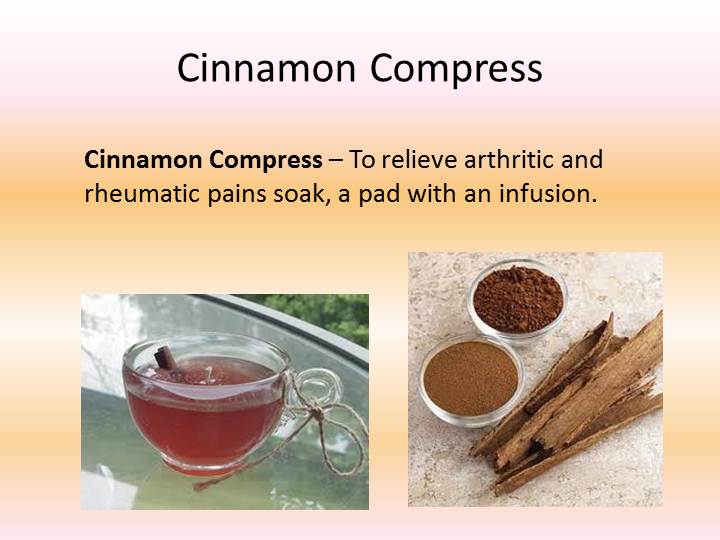 Cinnamon Compress
Cinnamon Compress – To relieve arthritic and
rheumatic pains soak, a pad with an infusion.